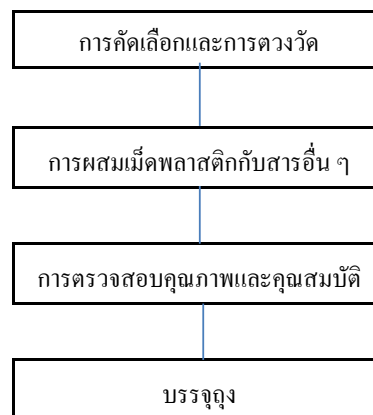 การคัดเลือกและการตวงวัด
การผสมเม็ดพลาสติกกับสารอื่น ๆ
การตรวจสอบคุณภาพและคุณสมบัติ
บรรจุถุง